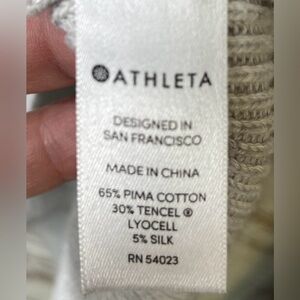 ATHLETA
DESIGNED IN
SAN FRANCISCO
MADE IN CHINA
65% PIMA COTTON
30% TENCEL ®
LYOCELL
5% SILK
RN 54023